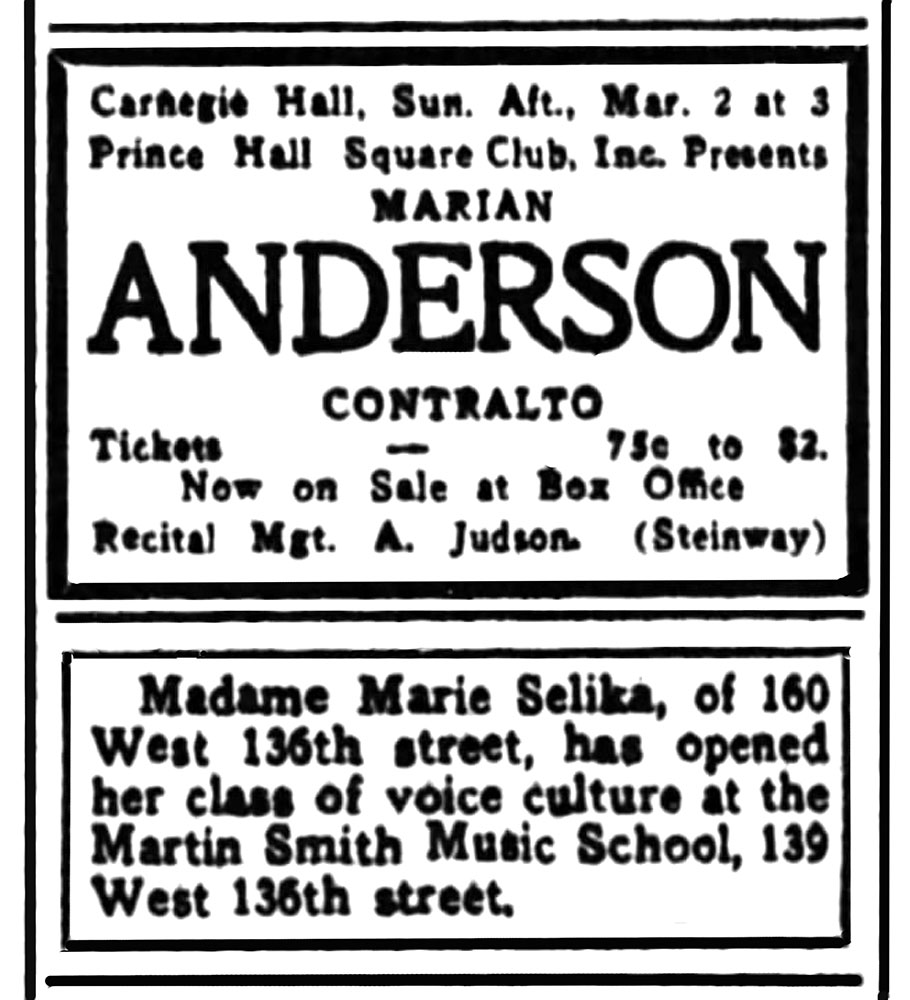 Carnegie Hall, Sun. Aft., Mar. 2 at 3
Prince Hall Square Club, Inc. Presents
MARIAN
ANDERSON
CONTRALTO
Tickets — 75c to $2.
Now on Sale at Box Office
Recital Mgt. A. Judson. (Steinway)
Madame Marie Selika, of 160
West 136th street, has opened
her class of voice culture at the
Martin Smith Music School, 139
West 136th street.